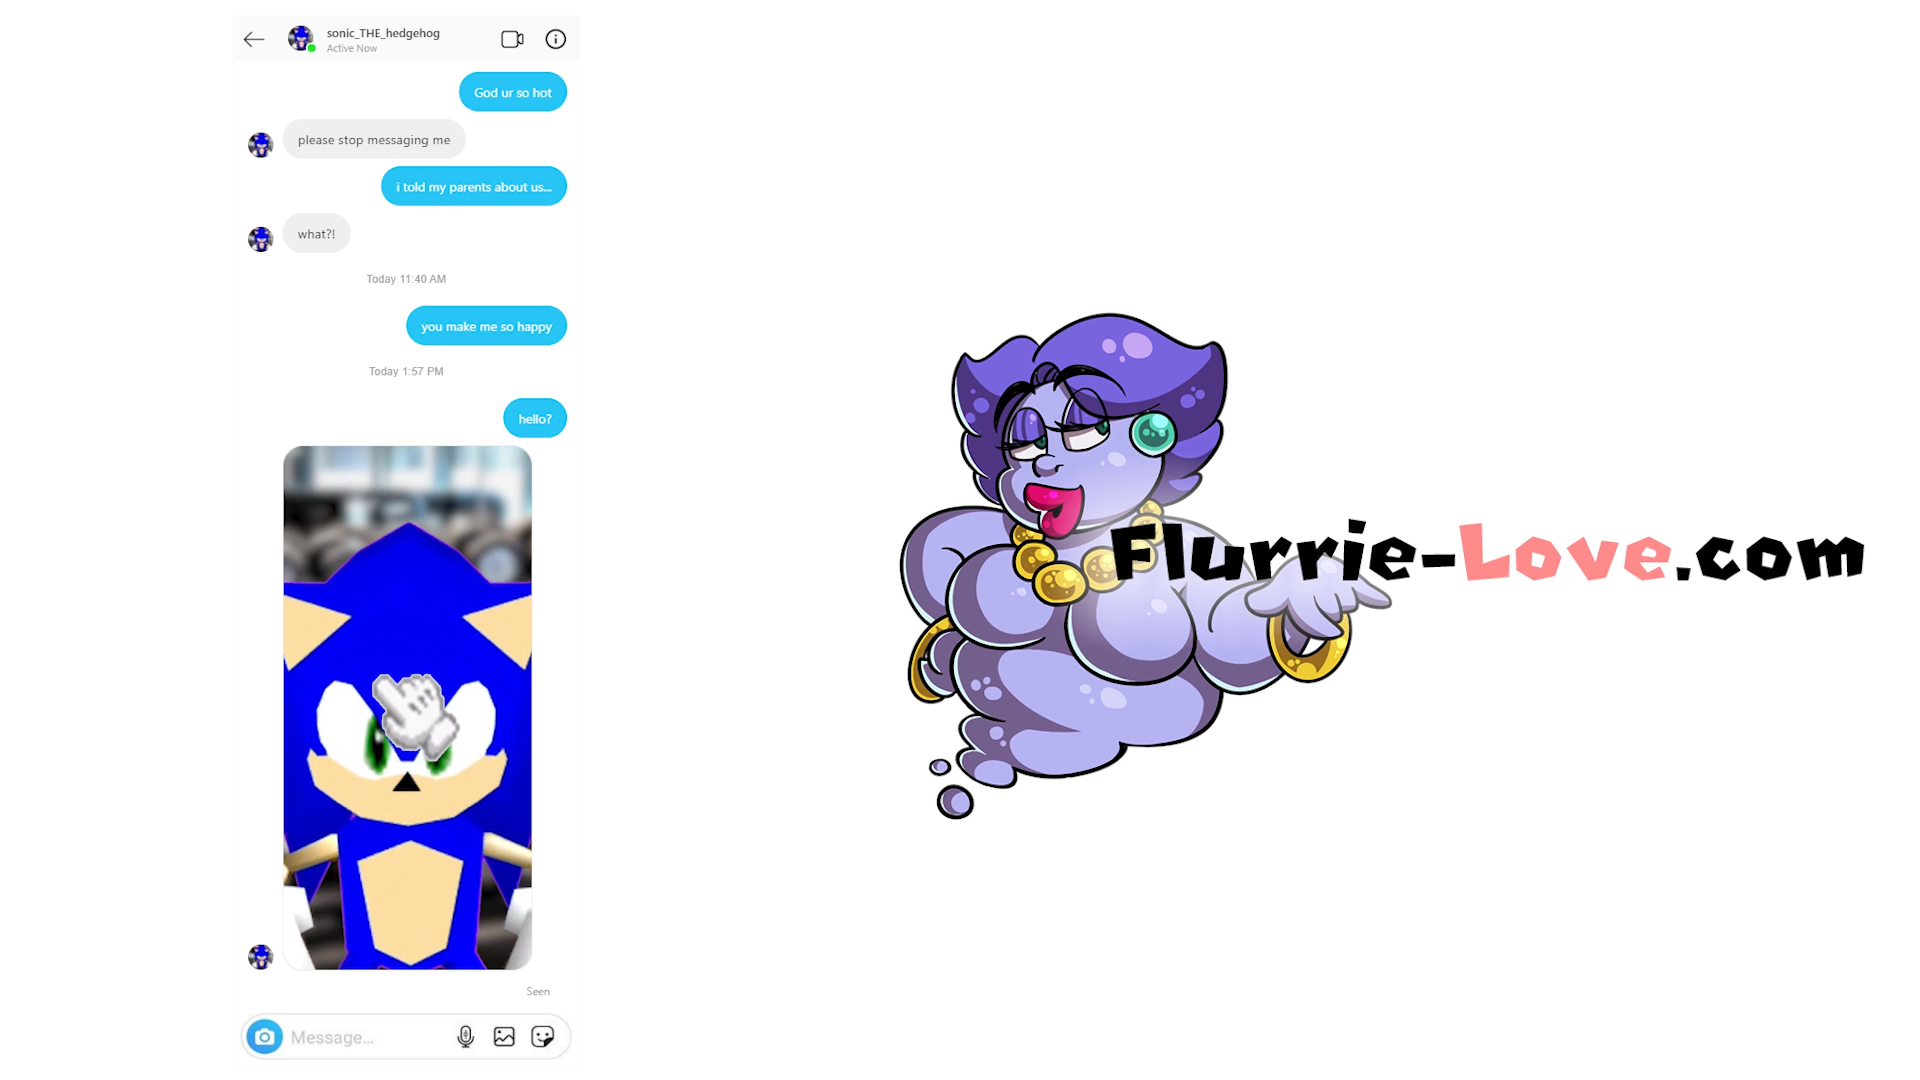 sonic_THE_hedgehog
Active Now
God ur so hot
please stop messaging me
i told my parents about us...
what?!
Today 11:40 AM
you make me so happy
Today 1:57 PM
hello?
Seen
Message...
Flurrie-Love.com